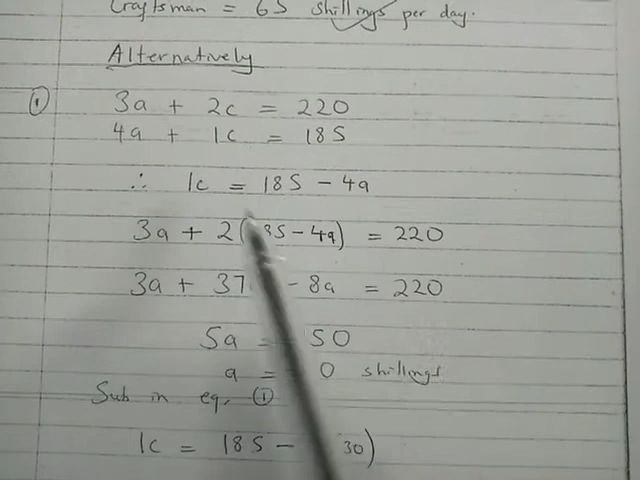 Craftsman = 65 shillings per day.
Alternatively
① 3a + 2c = 220
4a + 1c = 185
∴ 1c = 185 - 4a
3a + 2( 85 - 4a) = 220
3a + 37 - 8a = 220
5a = 50
a = 0 shillings
Sub in eq. ①
1c = 185 - 30)